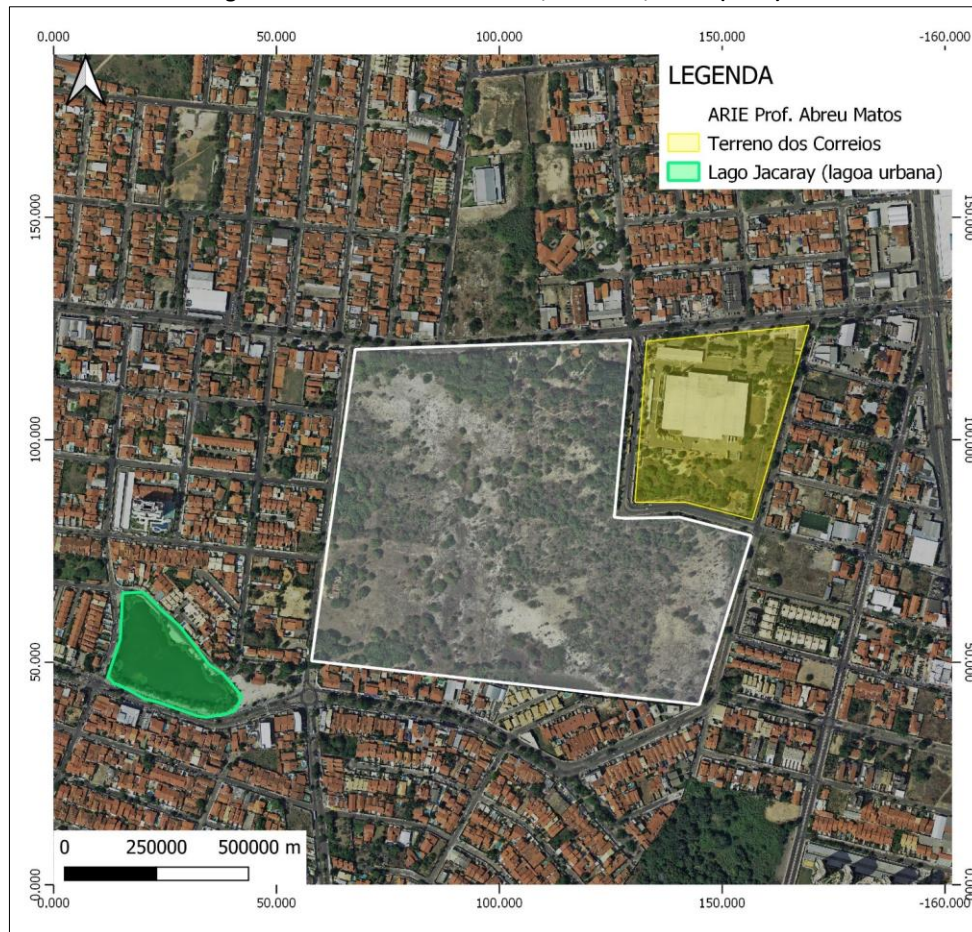 0.000 50.000 100.000 150.000 -160.000
LEGENDA
ARIE Prof. Abreu Matos
Terreno dos Correios
Lago Jacaray (lagoa urbana)
150.000
150.000
100.000
100.000
50.000
50.000
0 250000 500000 m
0.000
0.000
0.000 50.000 100.000 150.000 -160.000